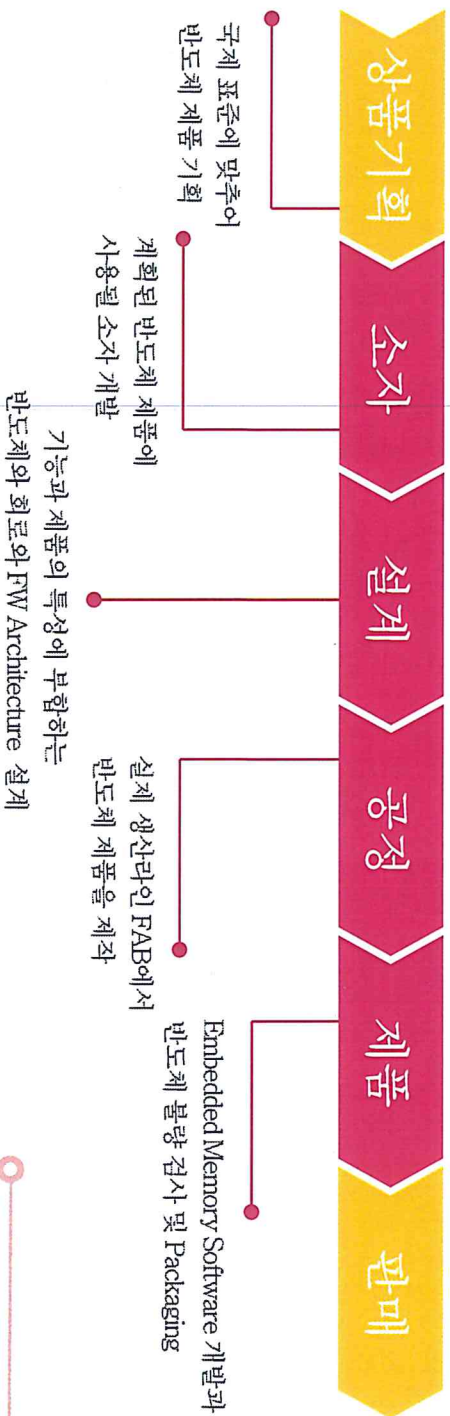 상품기획
소자
설계
공정
제품
판매
국제 표준에 맞추어
반도체 제품 기획
계획된 반도체 제품에
사용될 소자 개발
기능과 제품의 특성에 부합하는
반도체와 회로와 FW Architecture 설계
실제 생산라인 FAB에서
반도체 제품을 제작
Embedded Memory Software 개발과
반도체 불량 검사 및 Packaging